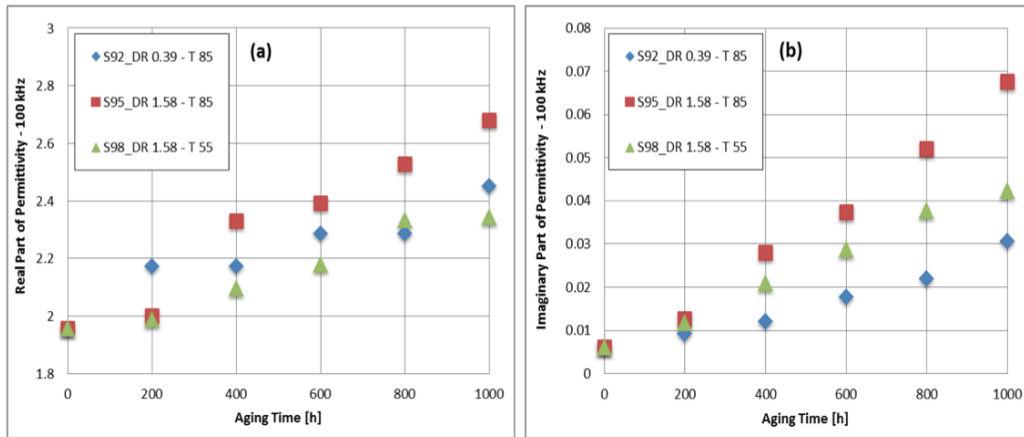 (a)
S92_DR 0.39 - T 85
S95_DR 1.58 - T 85
S98_DR 1.58 - T 55
Real Part of Permittivity - 100 kHz
3
2.8
2.6
2.4
2.2
2
1.8
0 200 400 600 800 1000
Aging Time [h]
(b)
S92_DR 0.39 - T 85
S95_DR 1.58 - T 85
S98_DR 1.58 - T 55
Imaginary Part of Permittivity - 100 kHz
0.08
0.07
0.06
0.05
0.04
0.03
0.02
0.01
0
0 200 400 600 800 1000
Aging Time [h]